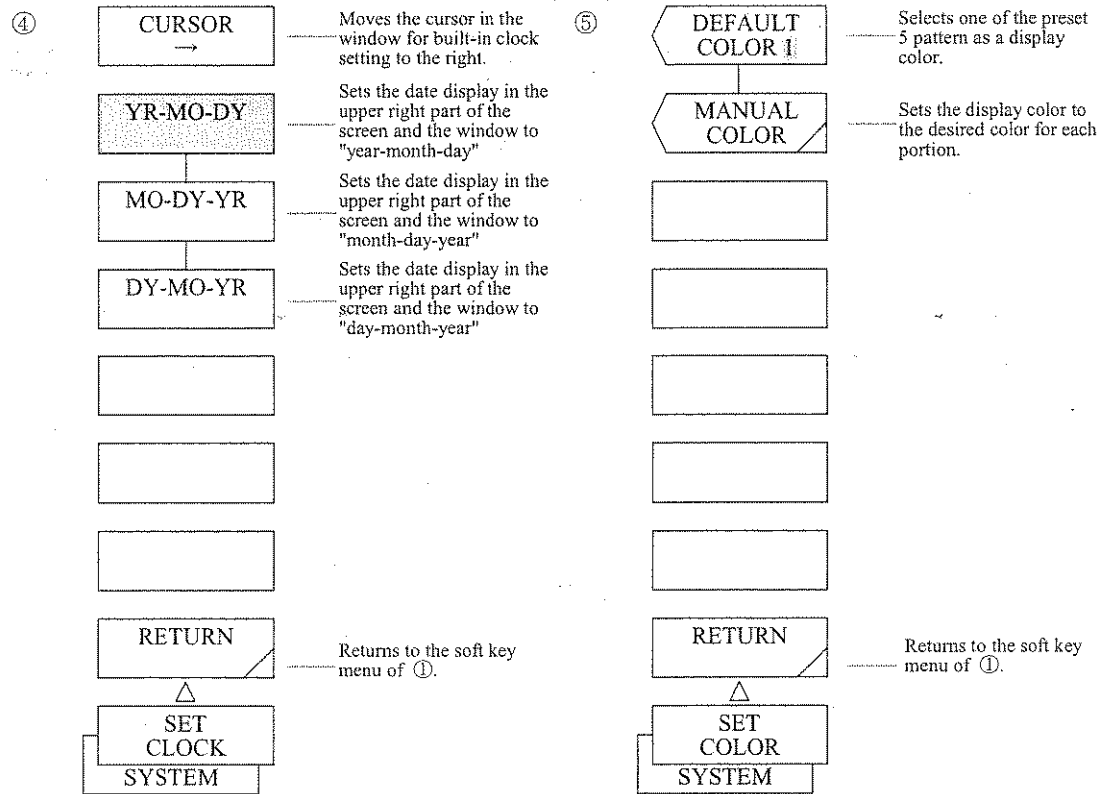 ④
CURSOR
→
Moves the cursor in the
window for built-in clock
setting to the right.
YR-MO-DY
Sets the date display in the
upper right part of the
screen and the window to
"year-month-day"
MO-DY-YR
Sets the date display in the
upper right part of the
screen and the window to
"month-day-year"
DY-MO-YR
Sets the date display in the
upper right part of the
screen and the window to
"day-month-year"
RETURN
Returns to the soft key
menu of ①.
△
SET
CLOCK
SYSTEM
⑤
DEFAULT
COLOR 1
Selects one of the preset
5 pattern as a display
color.
MANUAL
COLOR
Sets the display color to
the desired color for each
portion.
RETURN
Returns to the soft key
menu of ①.
△
SET
COLOR
SYSTEM